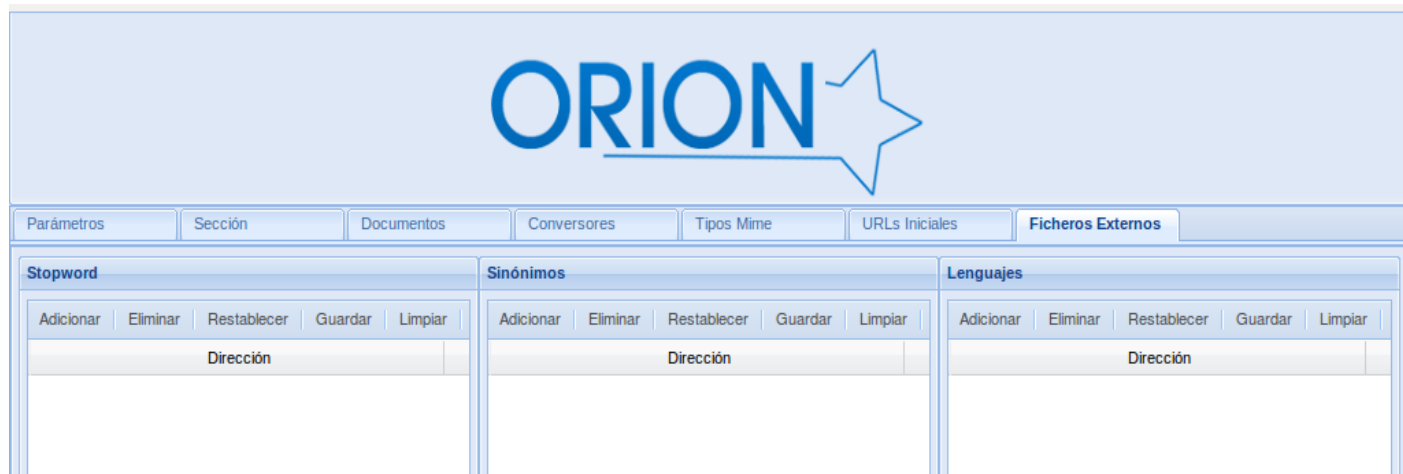 ORION
Parámetros Sección Documentos Conversores Tipos Mime URLs Iniciales Ficheros Externos
Stopword Sinónimos Lenguajes
Adicionar Eliminar Restablecer Guardar Limpiar Adicionar Eliminar Restablecer Guardar Limpiar Adicionar Eliminar Restablecer Guardar Limpiar
Dirección Dirección Dirección